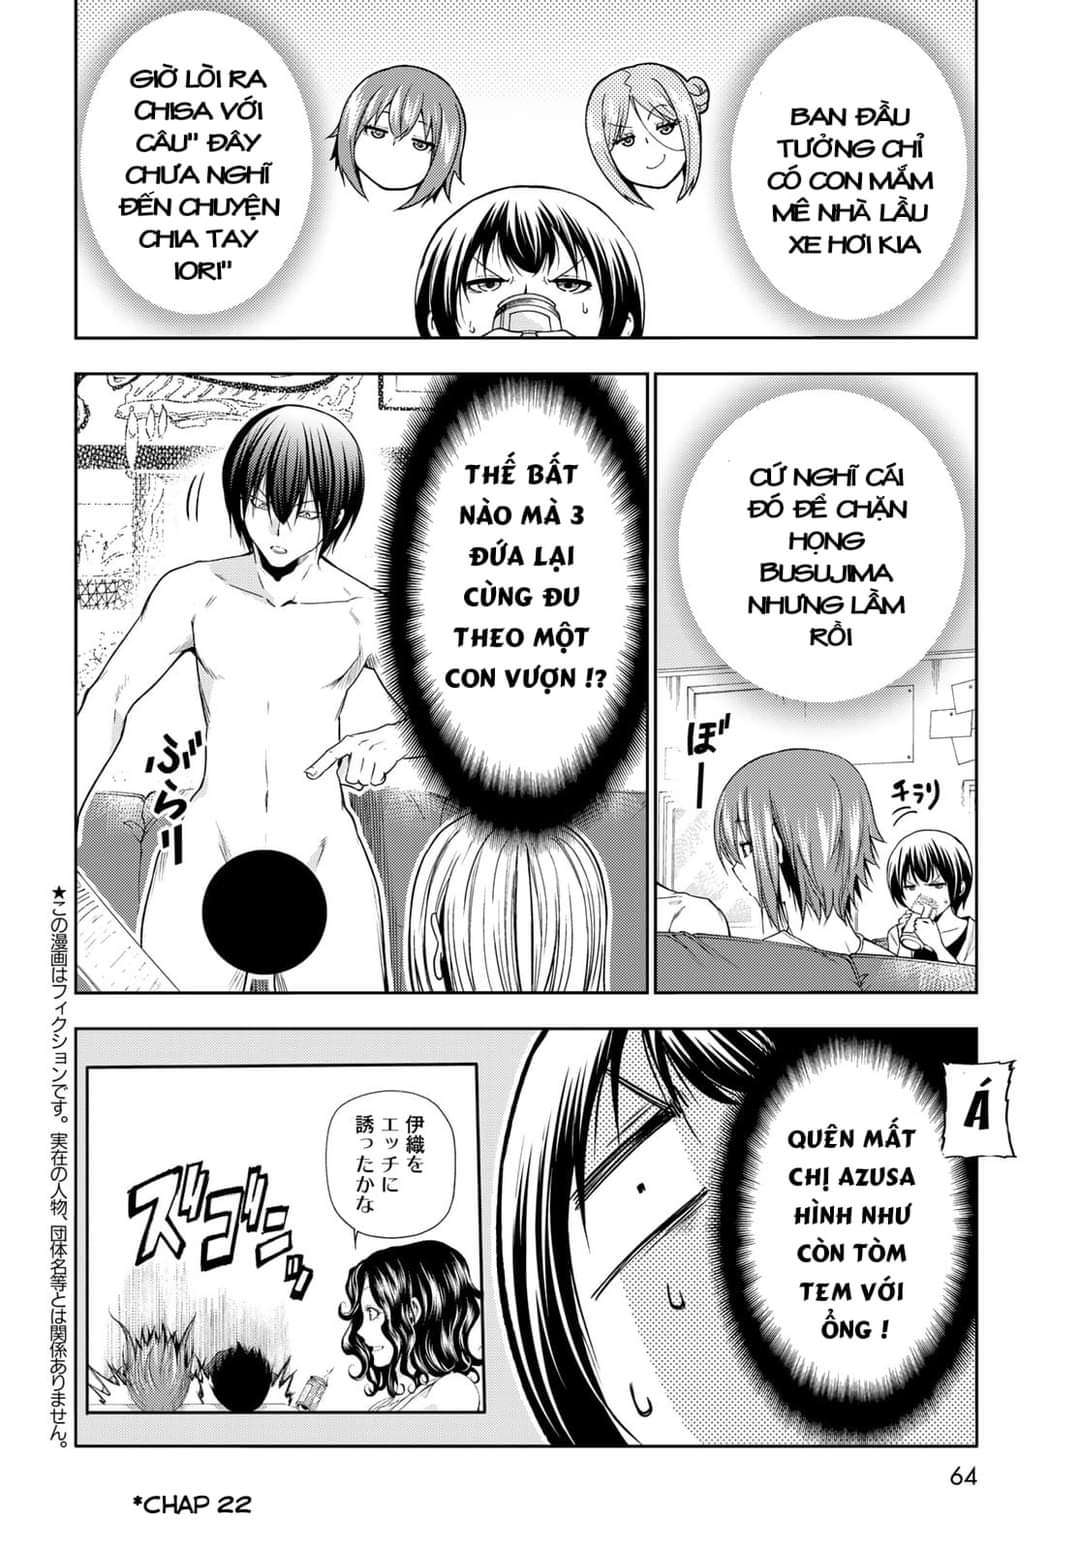 BAN ĐẦU
TƯỞNG CHỈ
CÓ CON MẮM
MÊ NHÀ LẦU
XE HƠI KIA
GIỜ LÒI RA
CHISA VỚI
CÂU" ĐÂY
CHƯA NGHĨ
ĐẾN CHUYỆN
CHIA TAY
IORI"
CỨ NGHĨ CÁI
ĐÓ ĐỀ CHẶN
HỌNG
BUSUJIMA
NHƯNG LẦM
RỒI
ぼー
チラリ
THẾ BẤT
NÀO MÀ 3
ĐỨA LẠI
CÙNG ĐU
THEO MỘT
CON VƯỢN !?
ぶらり
Á
QUÊN MẤT
CHỊ AZUSA
HÌNH NHƯ
CÒN TÒM
TEM VỚI
ỔNG !
伊織を
エッチに
誘ったかな
ズゴゴン
★この漫画はフィクションです。実在の人物、団体名等とは関係ありません。
64
*CHAP 22